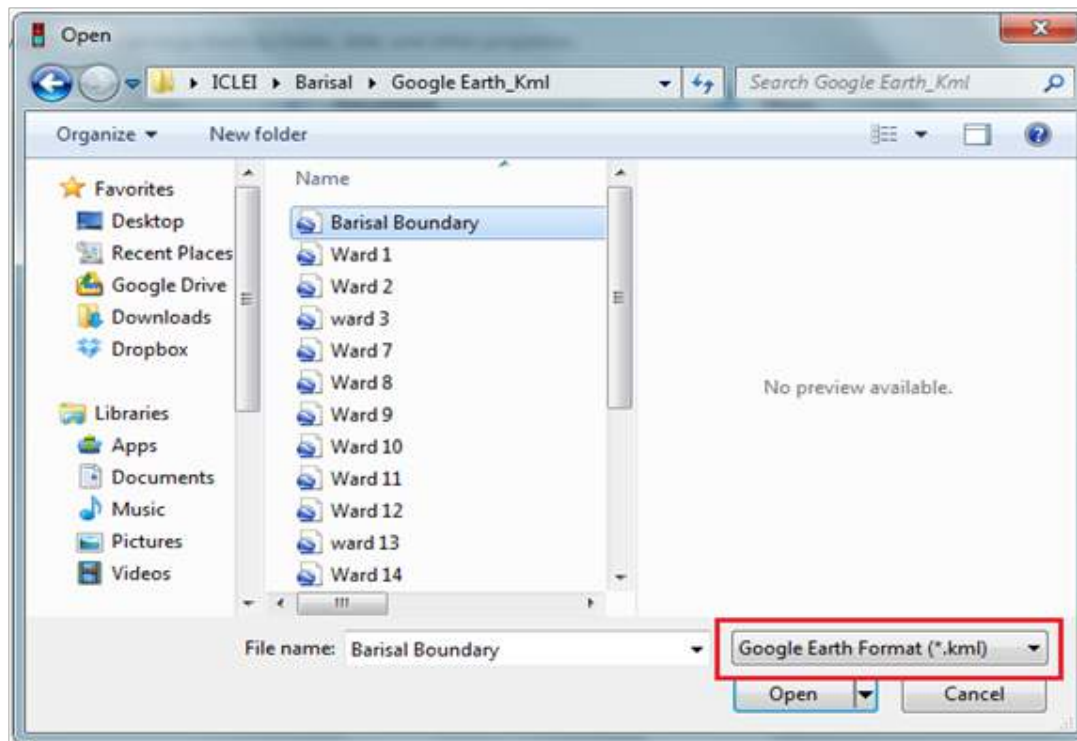 Open
ICLEI ▸ Barisal ▸ Google Earth_Kml
Search Google Earth_Kml
Organize
New folder
Favorites
Desktop
Recent Places
Google Drive
Downloads
Dropbox
Libraries
Apps
Documents
Music
Pictures
Videos
Name
Barisal Boundary
Ward 1
Ward 2
ward 3
Ward 7
Ward 8
Ward 9
Ward 10
Ward 11
Ward 12
ward 13
Ward 14
No preview available.
File name: Barisal Boundary
Google Earth Format (*.kml)
Open
Cancel